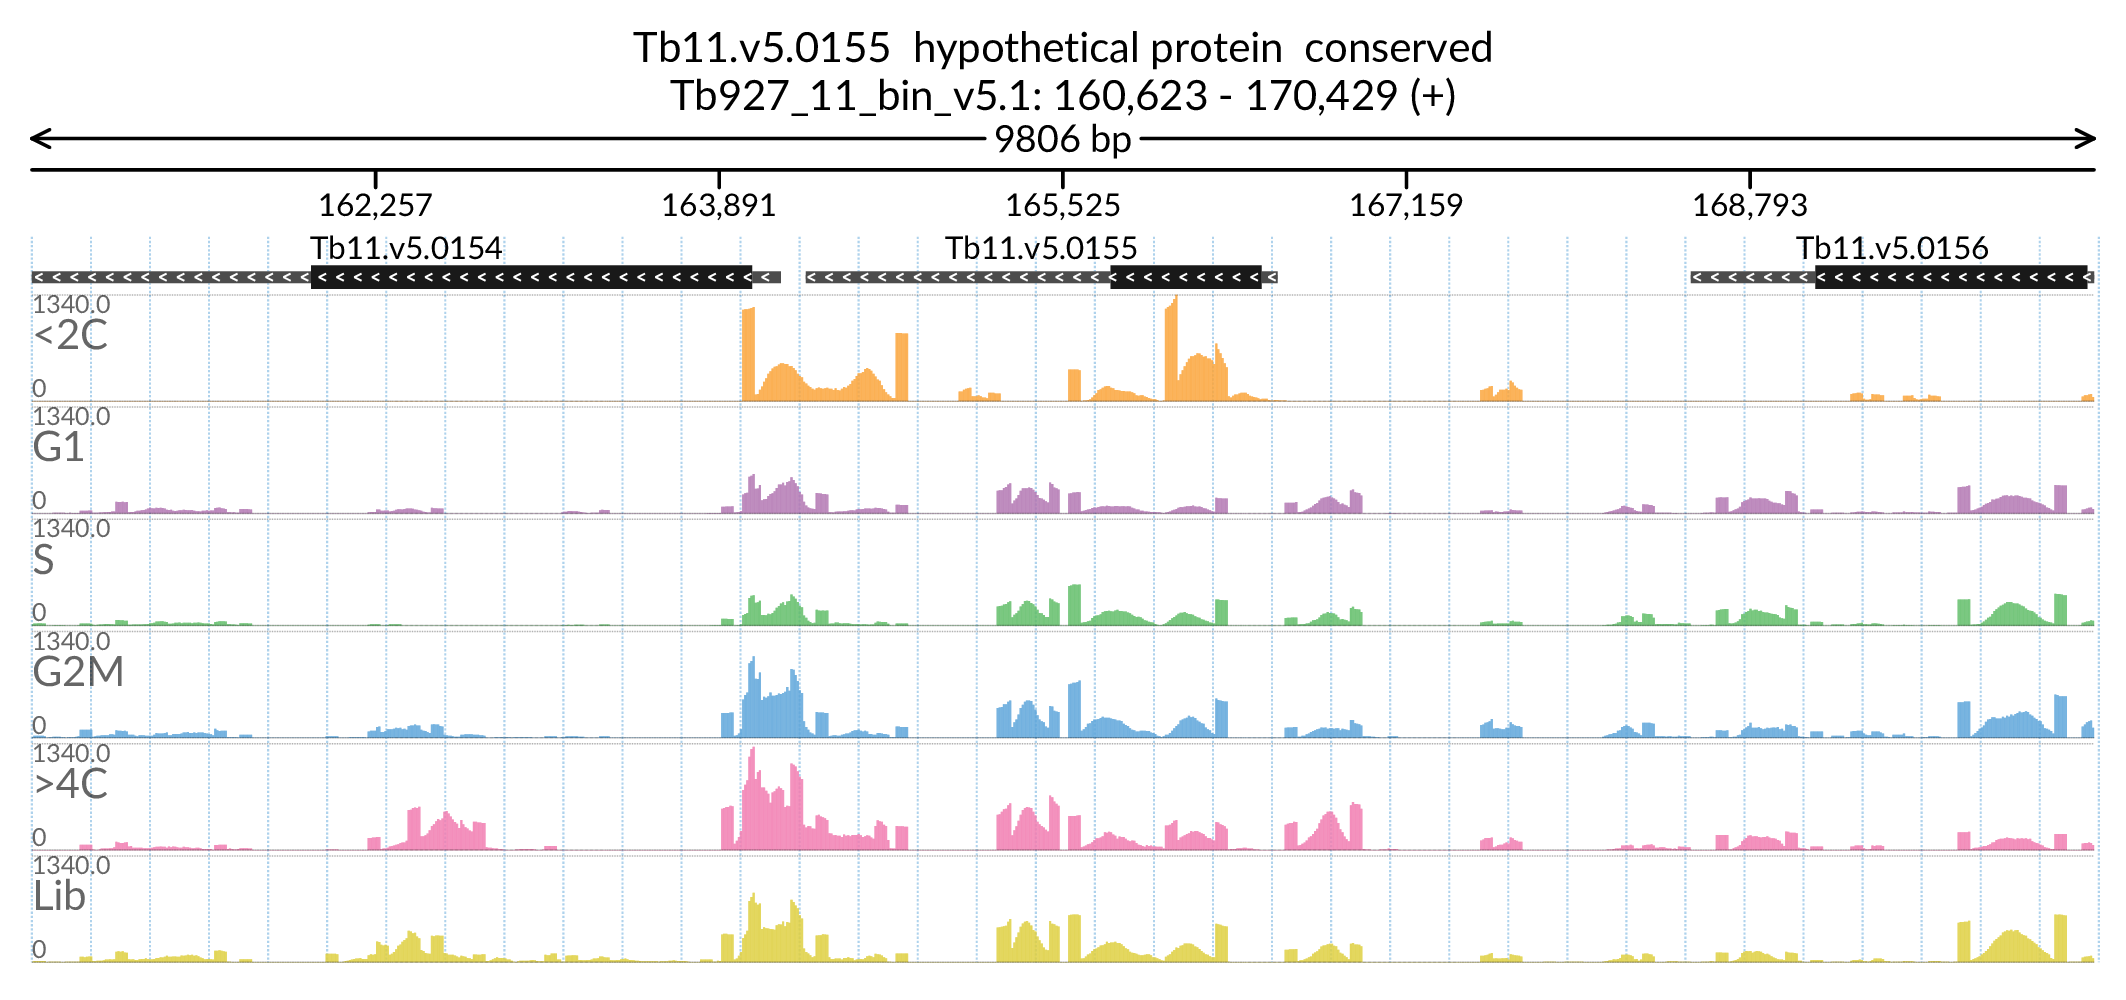 Tb11.v5.0155 hypothetical protein conserved
Tb927_11_bin_v5.1: 160,623 - 170,429 (+)
9806 bp
162,257 163,891 165,525 167,159 168,793
Tb11.v5.0154 Tb11.v5.0155 Tb11.v5.0156
1340.0
<2C
0
1340.0
G1
0
1340.0
S
0
1340.0
G2M
0
1340.0
>4C
0
1340.0
Lib
0